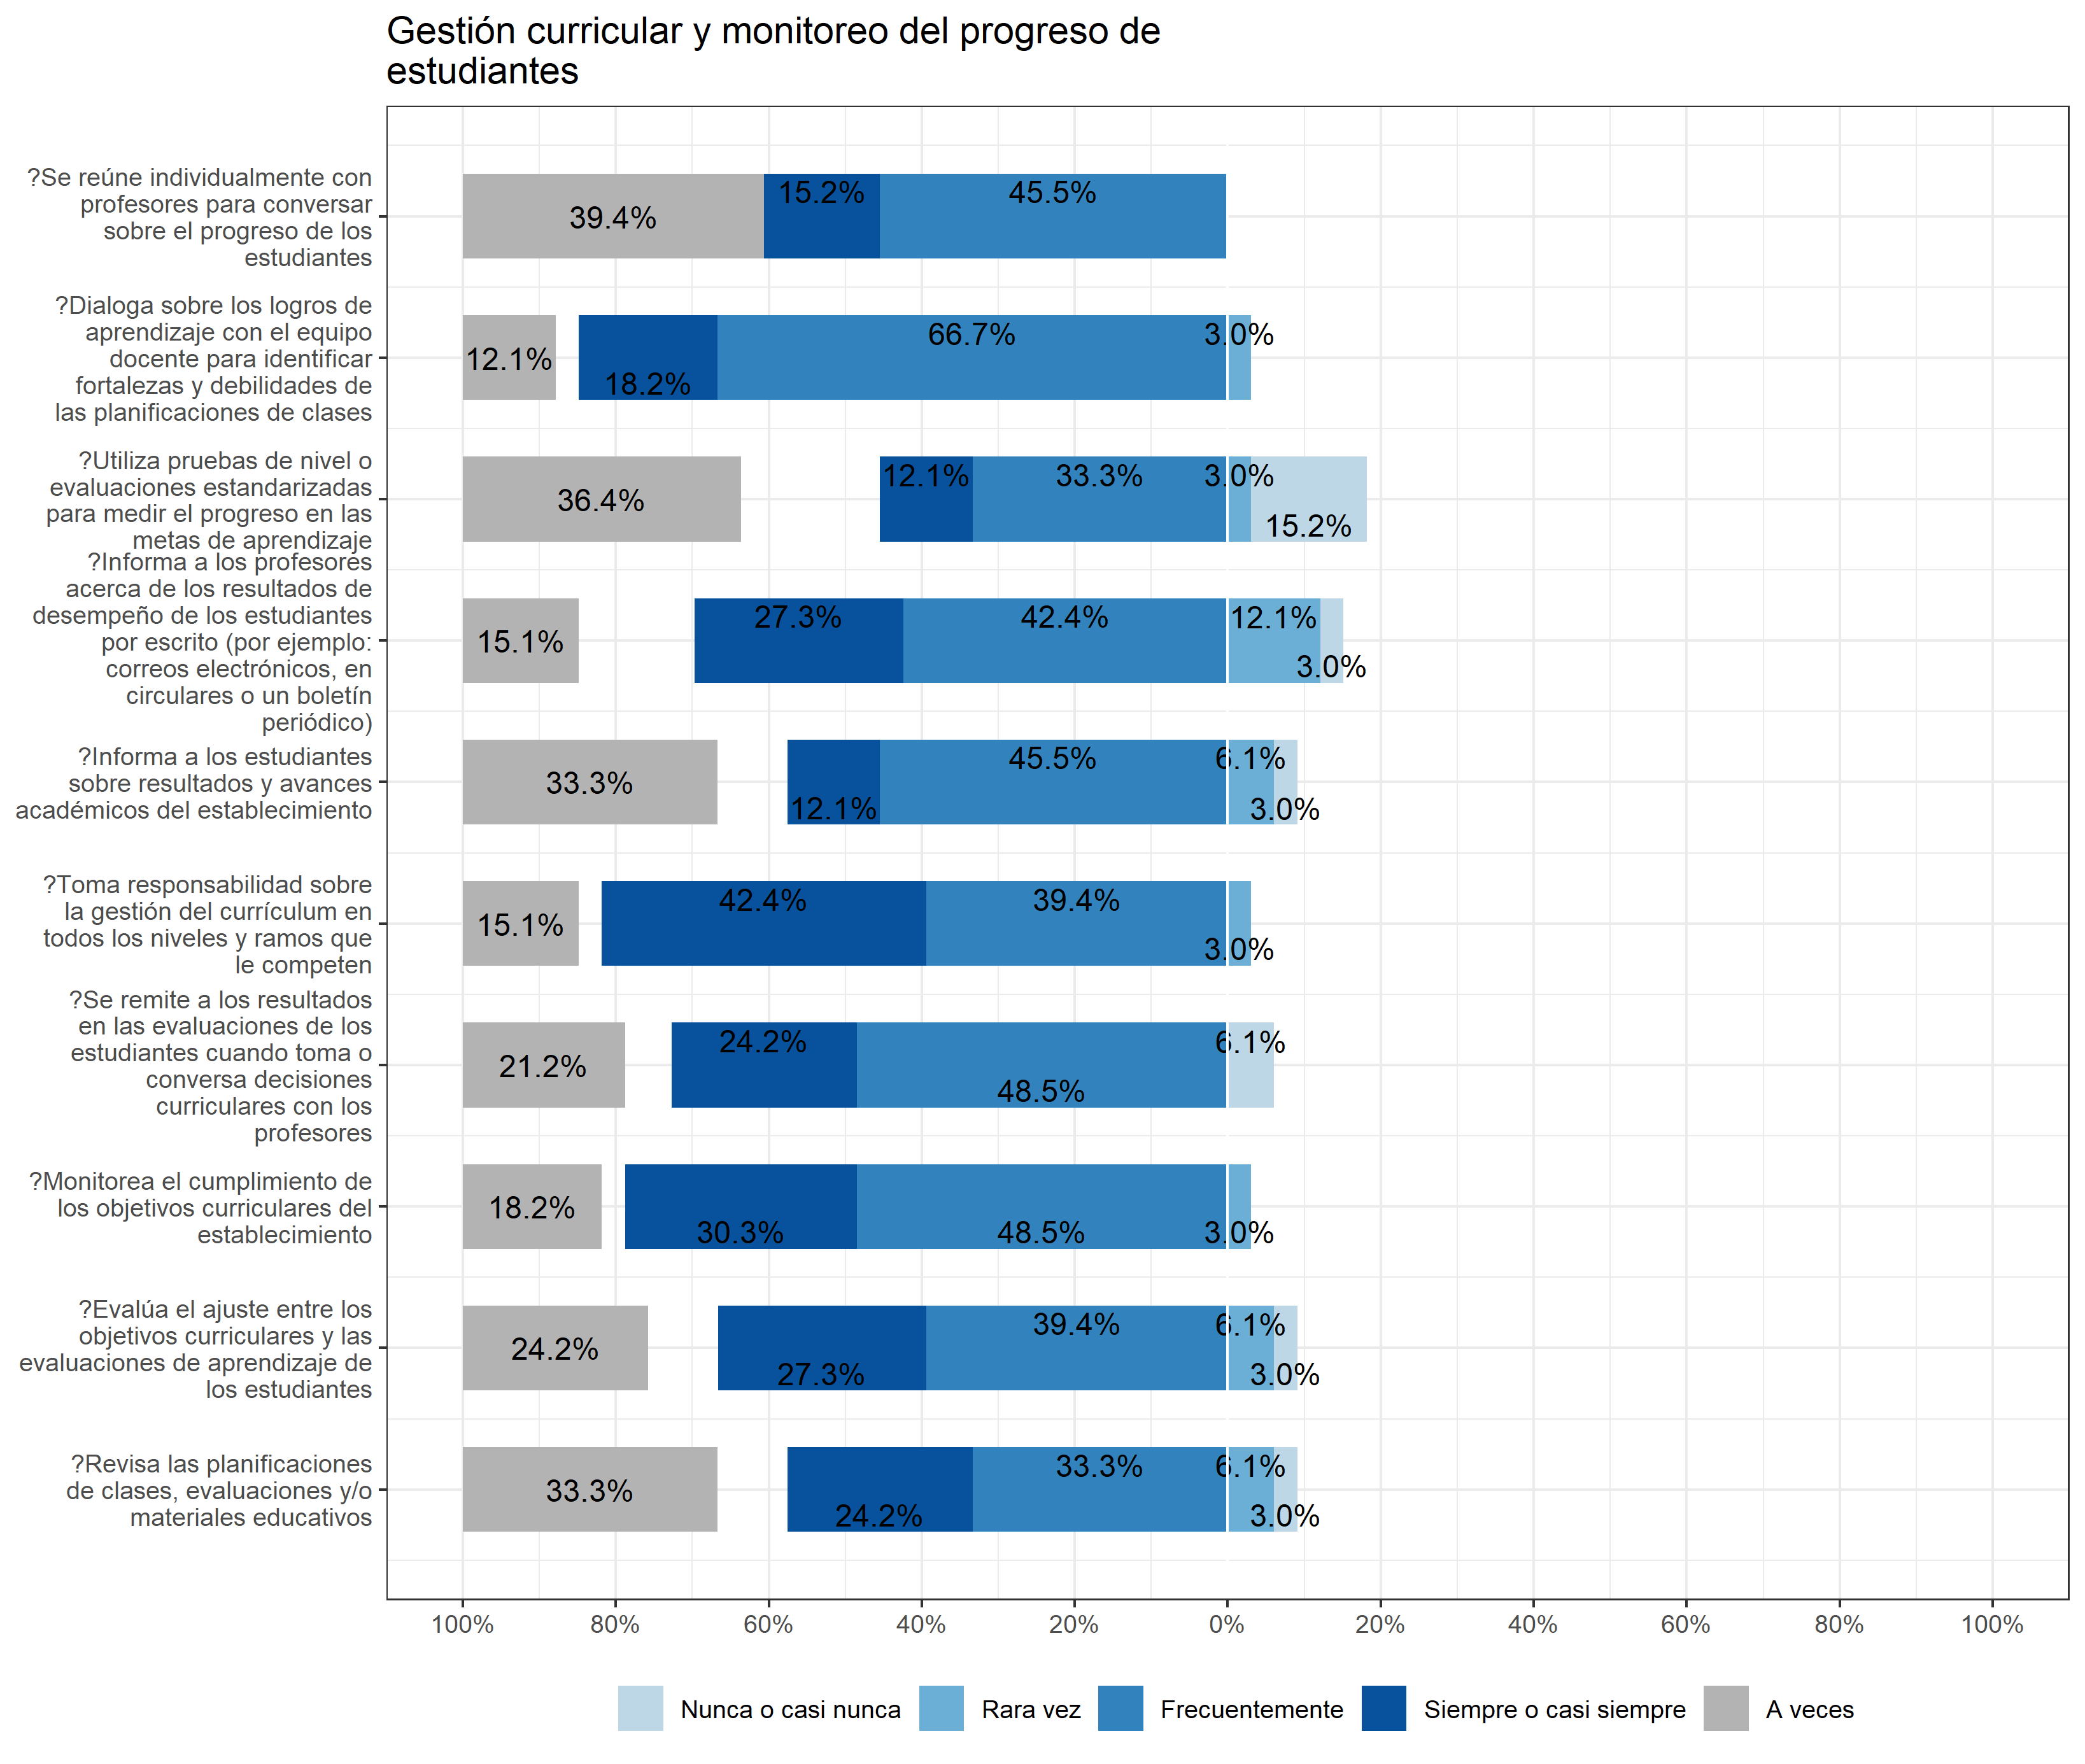 Gestión curricular y monitoreo del progreso de
estudiantes
?Se reúne individualmente con
profesores para conversar
sobre el progreso de los
estudiantes
39.4%
15.2%
45.5%
?Dialoga sobre los logros de
aprendizaje con el equipo
docente para identificar
fortalezas y debilidades de
las planificaciones de clases
12.1%
18.2%
66.7%
3.0%
?Utiliza pruebas de nivel o
evaluaciones estandarizadas
para medir el progreso en las
metas de aprendizaje
36.4%
12.1%
33.3%
3.0%
15.2%
?Informa a los profesores
acerca de los resultados de
desempeño de los estudiantes
por escrito (por ejemplo:
correos electrónicos, en
circulares o un boletín
periódico)
15.1%
27.3%
42.4%
12.1%
3.0%
?Informa a los estudiantes
sobre resultados y avances
académicos del establecimiento
33.3%
12.1%
45.5%
6.1%
3.0%
?Toma responsabilidad sobre
la gestión del currículum en
todos los niveles y ramos que
le competen
15.1%
42.4%
39.4%
3.0%
?Se remite a los resultados
en las evaluaciones de los
estudiantes cuando toma o
conversa decisiones
curriculares con los
profesores
21.2%
24.2%
48.5%
6.1%
?Monitorea el cumplimiento de
los objetivos curriculares del
establecimiento
18.2%
30.3%
48.5%
3.0%
?Evalúa el ajuste entre los
objetivos curriculares y las
evaluaciones de aprendizaje de
los estudiantes
24.2%
27.3%
39.4%
6.1%
3.0%
?Revisa las planificaciones
de clases, evaluaciones y/o
materiales educativos
33.3%
24.2%
33.3%
6.1%
3.0%
100% 80% 60% 40% 20% 0% 20% 40% 60% 80% 100%
Nunca o casi nunca Rara vez Frecuentemente Siempre o casi siempre A veces